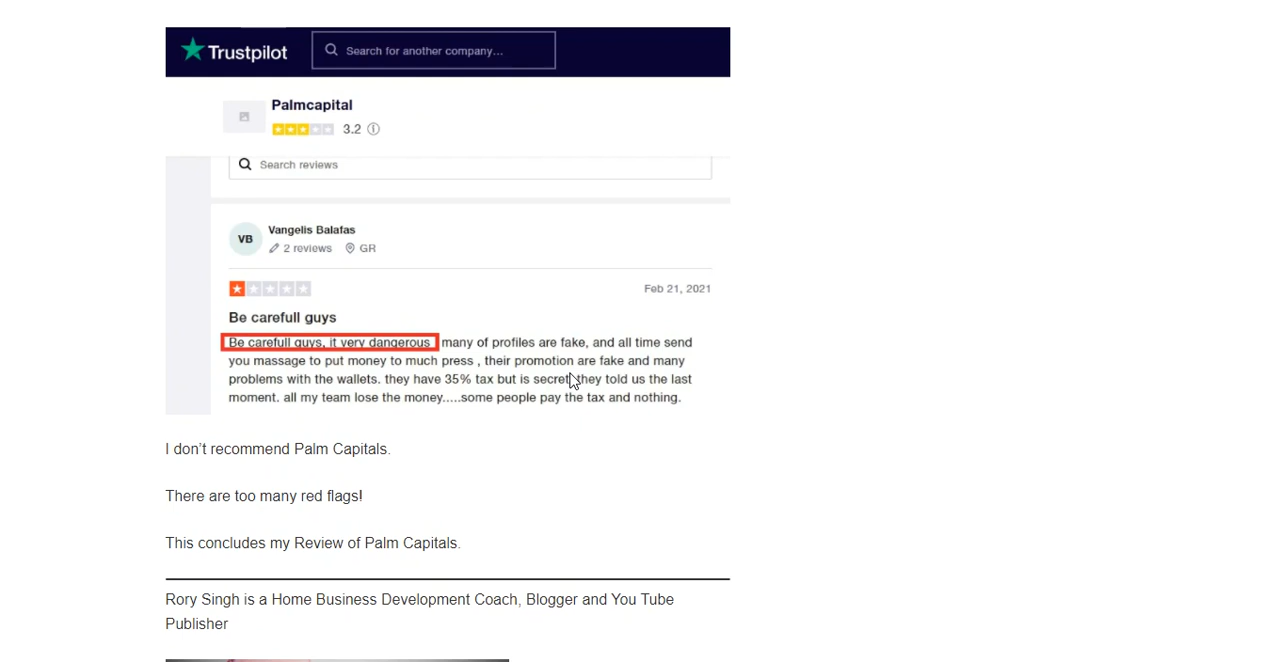 Trustpilot
Search for another company...
Palmcapital
3.2
Search reviews
VB
Vangelis Balafas
2 reviews GR
Feb 21, 2021
Be carefull guys
Be carefull guys, it very dangerous many of profiles are fake, and all time send
you massage to put money to much press , their promotion are fake and many
problems with the wallets. they have 35% tax but is secret they told us the last
moment. all my team lose the money.....some people pay the tax and nothing.
I don’t recommend Palm Capitals.
There are too many red flags!
This concludes my Review of Palm Capitals.
Rory Singh is a Home Business Development Coach, Blogger and You Tube
Publisher